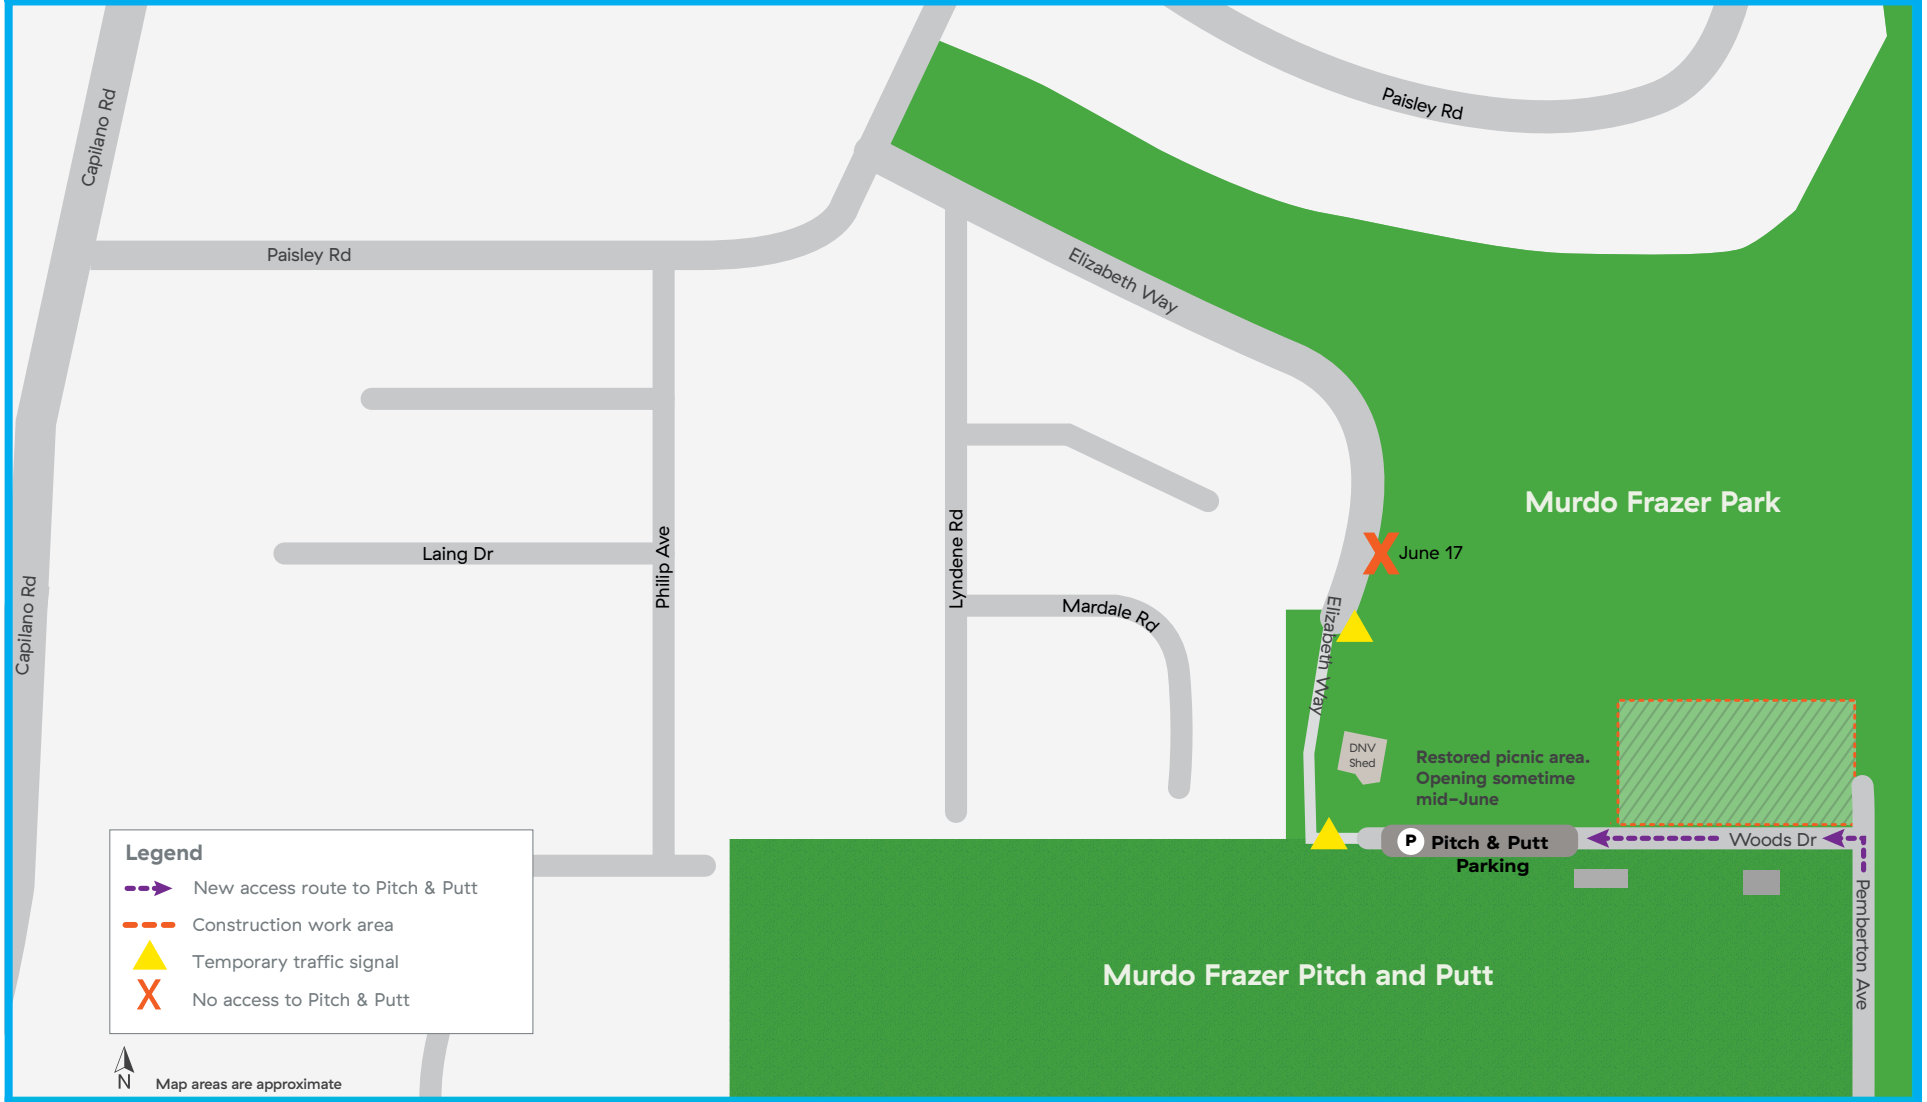 Capilano Rd
Paisley Rd
Paisley Rd
Elizabeth Way
Murdo Frazer Park
Laing Dr
Philip Ave
Lyndene Rd
June 17
Capilano Rd
Mardale Rd
Elizabeth Way
DNV
Shed
Restored picnic area.
Opening sometime
mid-June
P
Pitch & Putt
Parking
Woods Dr
Pemberton Ave
Murdo Frazer Pitch and Putt
Legend
New access route to Pitch & Putt
Construction work area
Temporary traffic signal
X No access to Pitch & Putt
N
Map areas are approximate